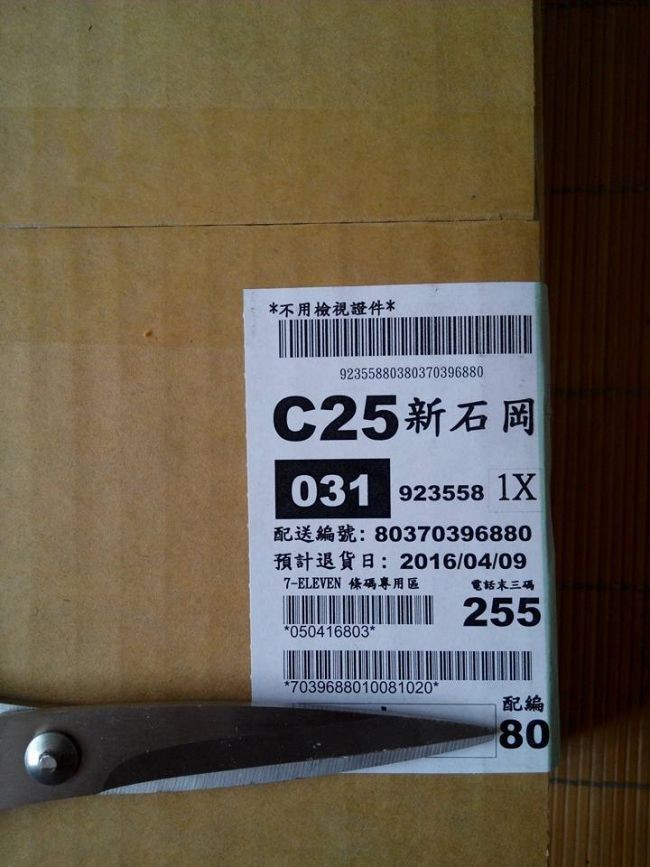 *不用檢視證件*
92355880380370396880
C25新石岡
031 923558 1X
配送編號: 80370396880
預計退貨日: 2016/04/09
7-ELEVEN 條碼專用區 電話末三碼
255
*050416803*
*7039688010081020*
配編
80